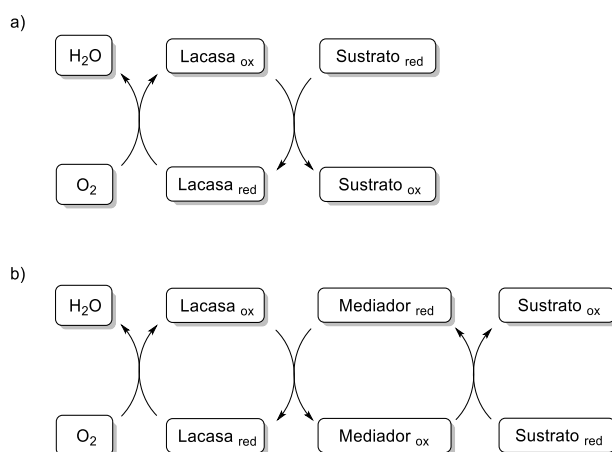 a)
H₂O Lacasa ox Sustrato red
O₂ Lacasa red Sustrato ox
b)
H₂O Lacasa ox Mediador red Sustrato ox
O₂ Lacasa red Mediador ox Sustrato red